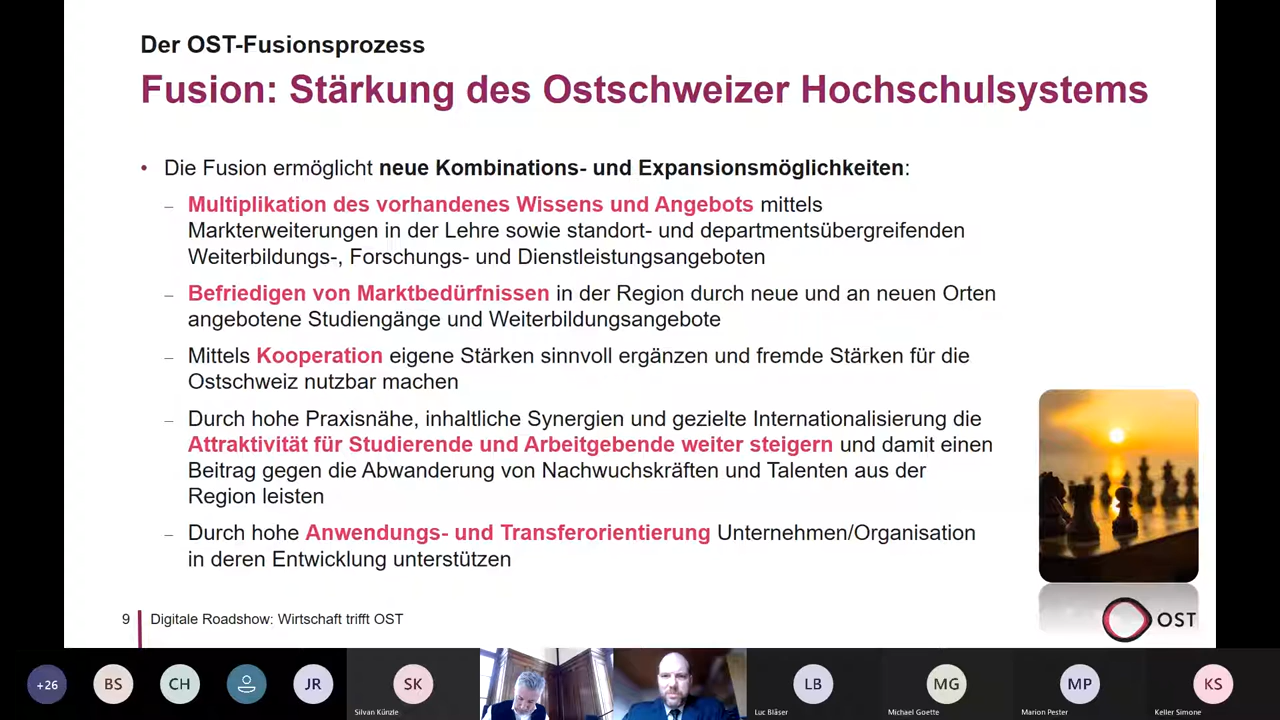 Der OST-Fusionsprozess
Fusion: Stärkung des Ostschweizer Hochschulsystems
• Die Fusion ermöglicht neue Kombinations- und Expansionsmöglichkeiten:
– Multiplikation des vorhandenes Wissens und Angebots mittels
Markterweiterungen in der Lehre sowie standort- und departmentsübergreifenden
Weiterbildungs-, Forschungs- und Dienstleistungsangeboten
– Befriedigen von Marktbedürfnissen in der Region durch neue und an neuen Orten
angebotene Studiengänge und Weiterbildungsangebote
– Mittels Kooperation eigene Stärken sinnvoll ergänzen und fremde Stärken für die
Ostschweiz nutzbar machen
– Durch hohe Praxisnähe, inhaltliche Synergien und gezielte Internationalisierung die
Attraktivität für Studierende und Arbeitgebende weiter steigern und damit einen
Beitrag gegen die Abwanderung von Nachwuchskräften und Talenten aus der
Region leisten
– Durch hohe Anwendungs- und Transferorientierung Unternehmen/Organisation
in deren Entwicklung unterstützen
9 Digitale Roadshow: Wirtschaft trifft OST
OST
+26 BS CH JR SK LB MG MP KS
Silvan Künzle Luc Bläser Michael Goette Marion Pester Keller Simone